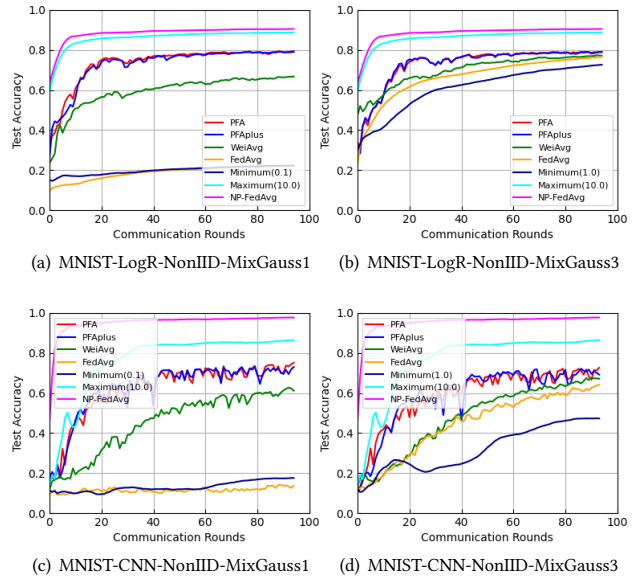 1.0
0.8
0.6
0.4
0.2
0.0
Test Accuracy
PFA
PFAplus
WeiAvg
FedAvg
Minimum(0.1)
Maximum(10.0)
NP-FedAvg
0 20 40 60 80 100
Communication Rounds
(a) MNIST-LogR-NonIID-MixGauss1
1.0
0.8
0.6
0.4
0.2
0.0
Test Accuracy
PFA
PFAplus
WeiAvg
FedAvg
Minimum(1.0)
Maximum(10.0)
NP-FedAvg
0 20 40 60 80 100
Communication Rounds
(b) MNIST-LogR-NonIID-MixGauss3
1.0
0.8
0.6
0.4
0.2
0.0
Test Accuracy
PFA
PFAplus
WeiAvg
FedAvg
Minimum(0.1)
Maximum(10.0)
NP-FedAvg
0 20 40 60 80 100
Communication Rounds
(c) MNIST-CNN-NonIID-MixGauss1
1.0
0.8
0.6
0.4
0.2
0.0
Test Accuracy
PFA
PFAplus
WeiAvg
FedAvg
Minimum(1.0)
Maximum(10.0)
NP-FedAvg
0 20 40 60 80 100
Communication Rounds
(d) MNIST-CNN-NonIID-MixGauss3